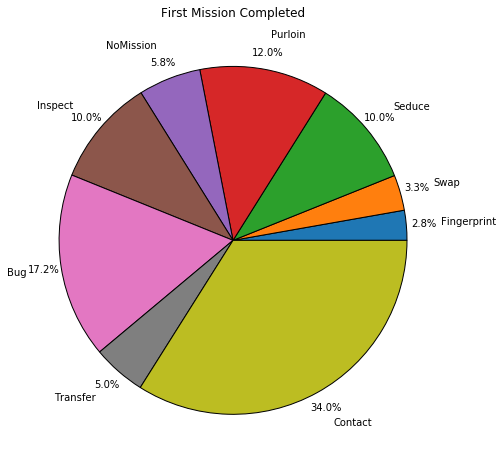 First Mission Completed
Purloin
12.0%
NoMission
5.8%
Inspect
10.0%
Seduce
10.0%
Swap
3.3%
Fingerprint
2.8%
Bug
17.2%
Transfer
5.0%
34.0%
Contact